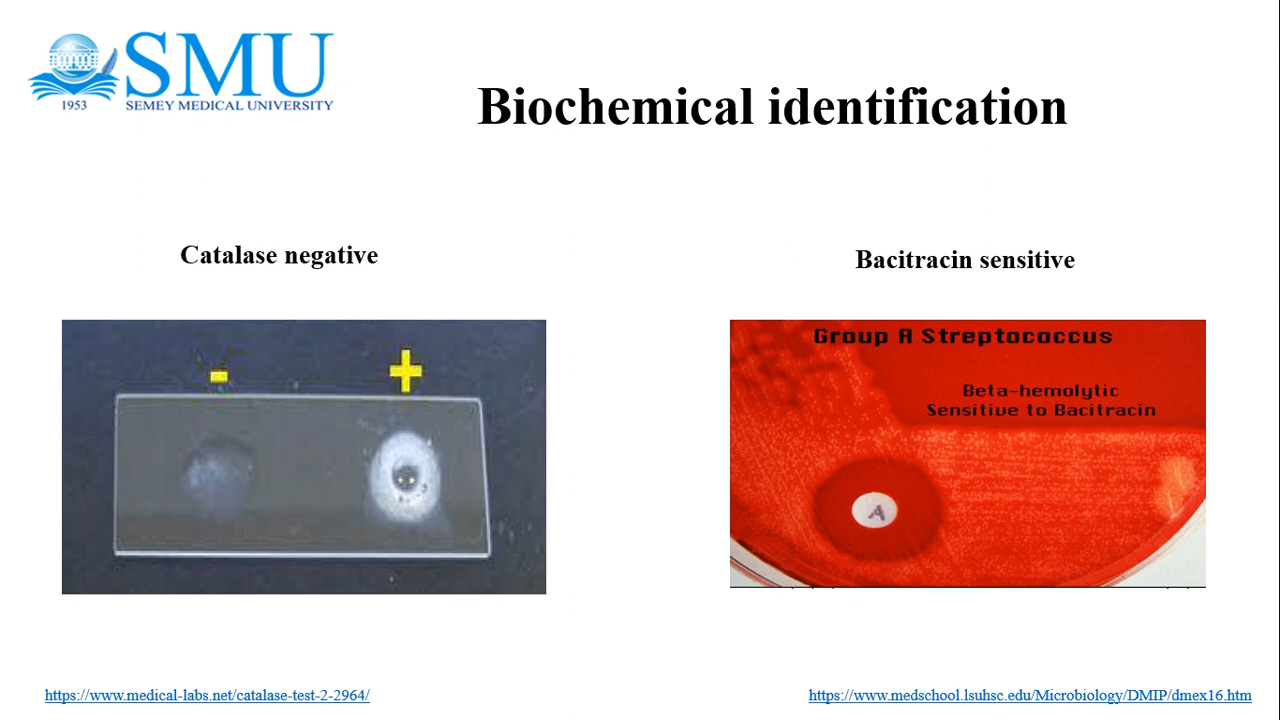 SMU
1953 SEMEY MEDICAL UNIVERSITY
Biochemical identification
Catalase negative
Bacitracin sensitive
- +
Group A Streptococcus
Beta-hemolytic
Sensitive to Bacitracin
A
https://www.medical-labs.net/catalase-test-2-2964/
https://www.medschool.lsuhsc.edu/Microbiology/DMIP/dmex16.htm